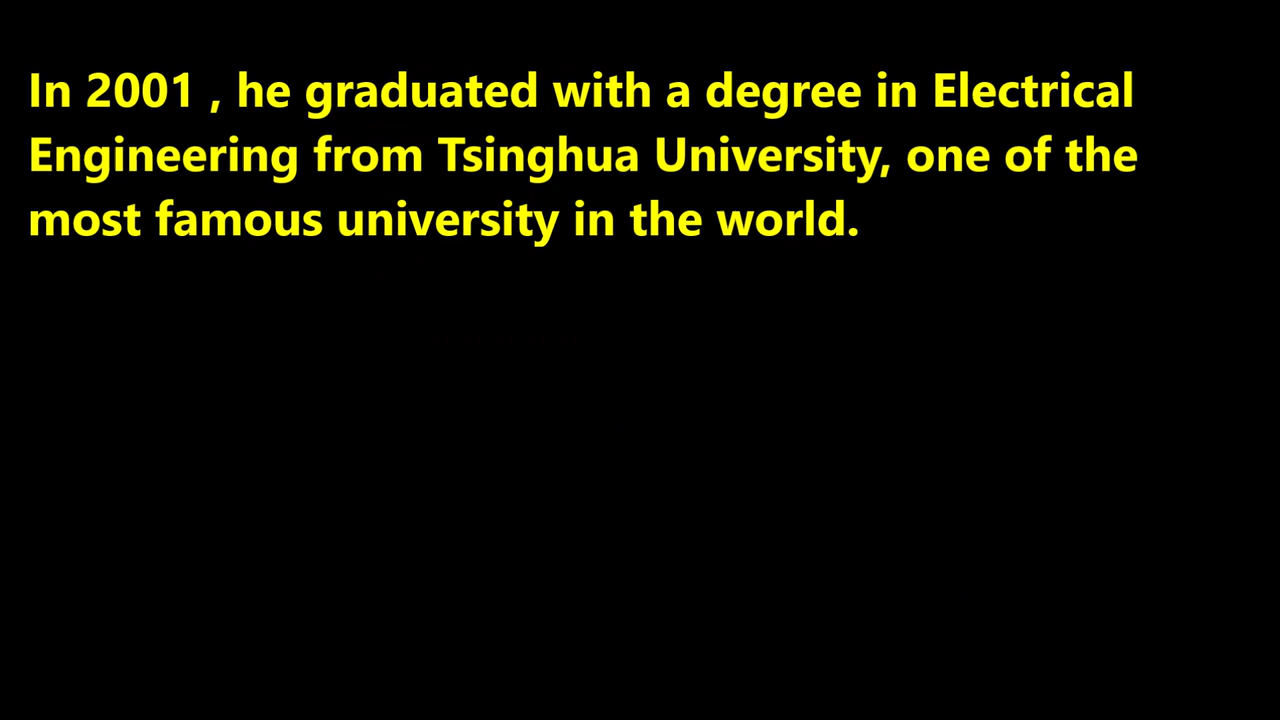 In 2001 , he graduated with a degree in Electrical
Engineering from Tsinghua University, one of the
most famous university in the world.